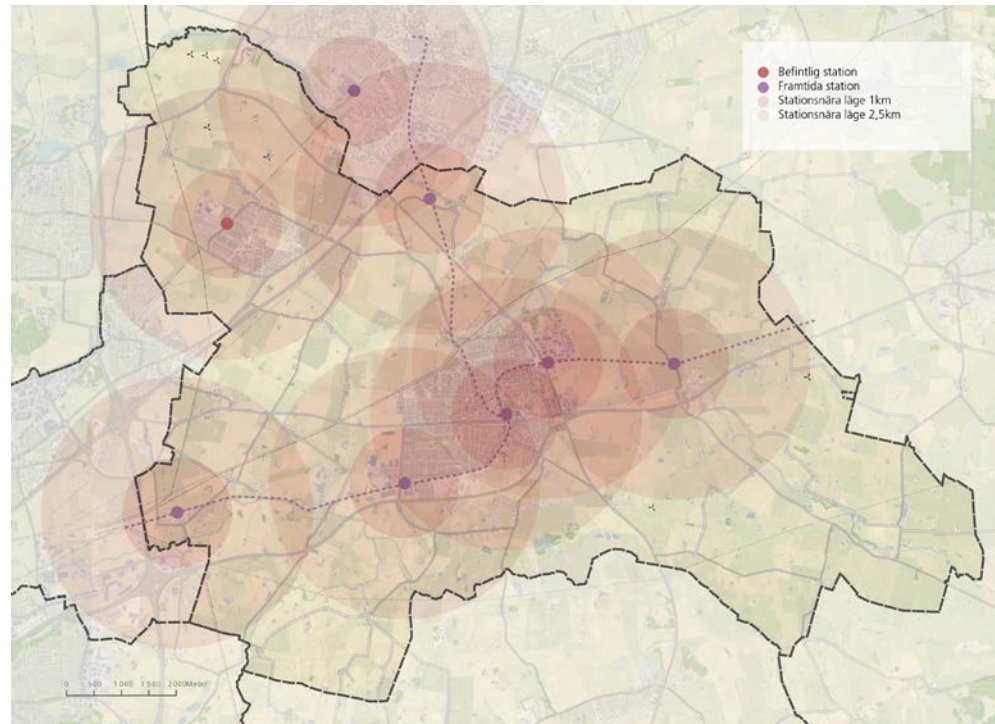 Befintlig station
Framtida station
Stationsnära läge 1km
Stationsnära läge 2,5km
0 500 1 000 1 500 2 000Meter